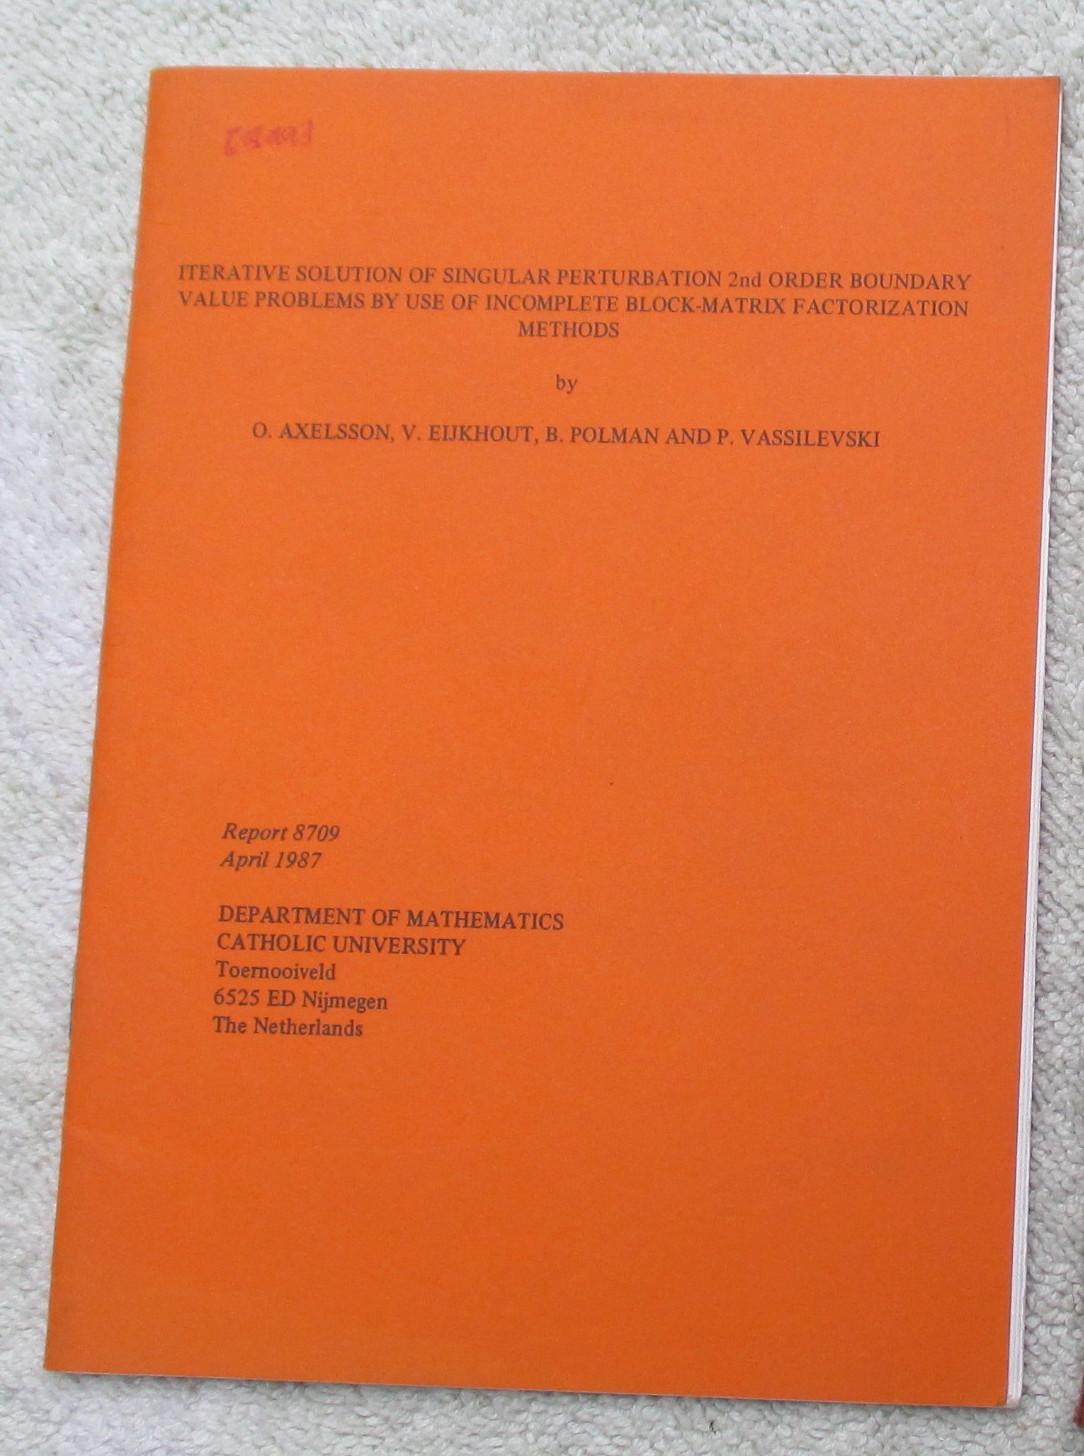 ITERATIVE SOLUTION OF SINGULAR PERTURBATION 2nd ORDER BOUNDARY
VALUE PROBLEMS BY USE OF INCOMPLETE BLOCK-MATRIX FACTORIZATION
METHODS
by
O. AXELSSON, V. EIJKHOUT, B. POLMAN AND P. VASSILEVSKI
Report 8709
April 1987
DEPARTMENT OF MATHEMATICS
CATHOLIC UNIVERSITY
Toernooiveld
6525 ED Nijmegen
The Netherlands